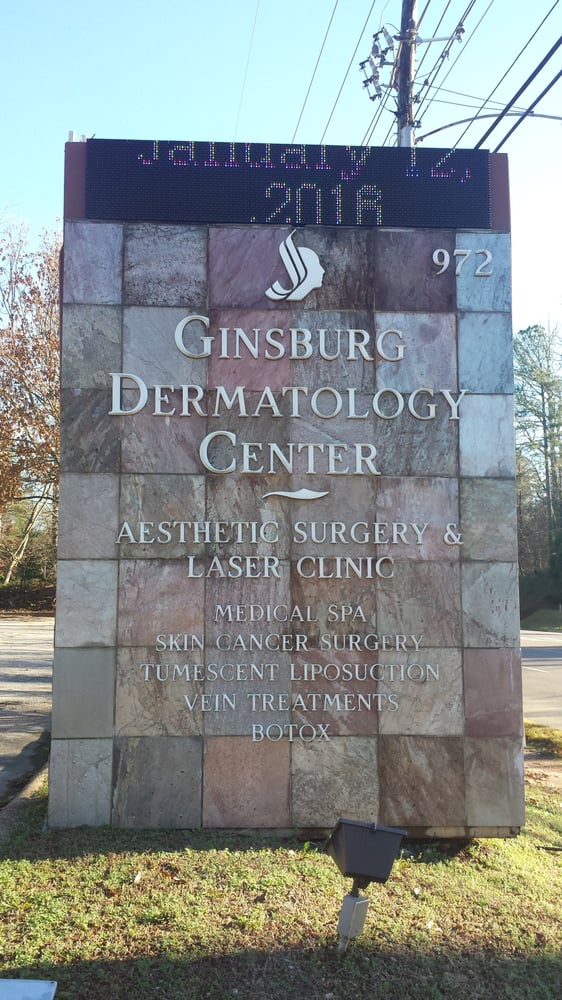 January 12,
2016
972
GINSBURG
DERMATOLOGY
CENTER
AESTHETIC SURGERY &
LASER CLINIC
MEDICAL SPA
SKIN CANCER SURGERY
TUMESCENT LIPOSUCTION
VEIN TREATMENTS
BOTOX